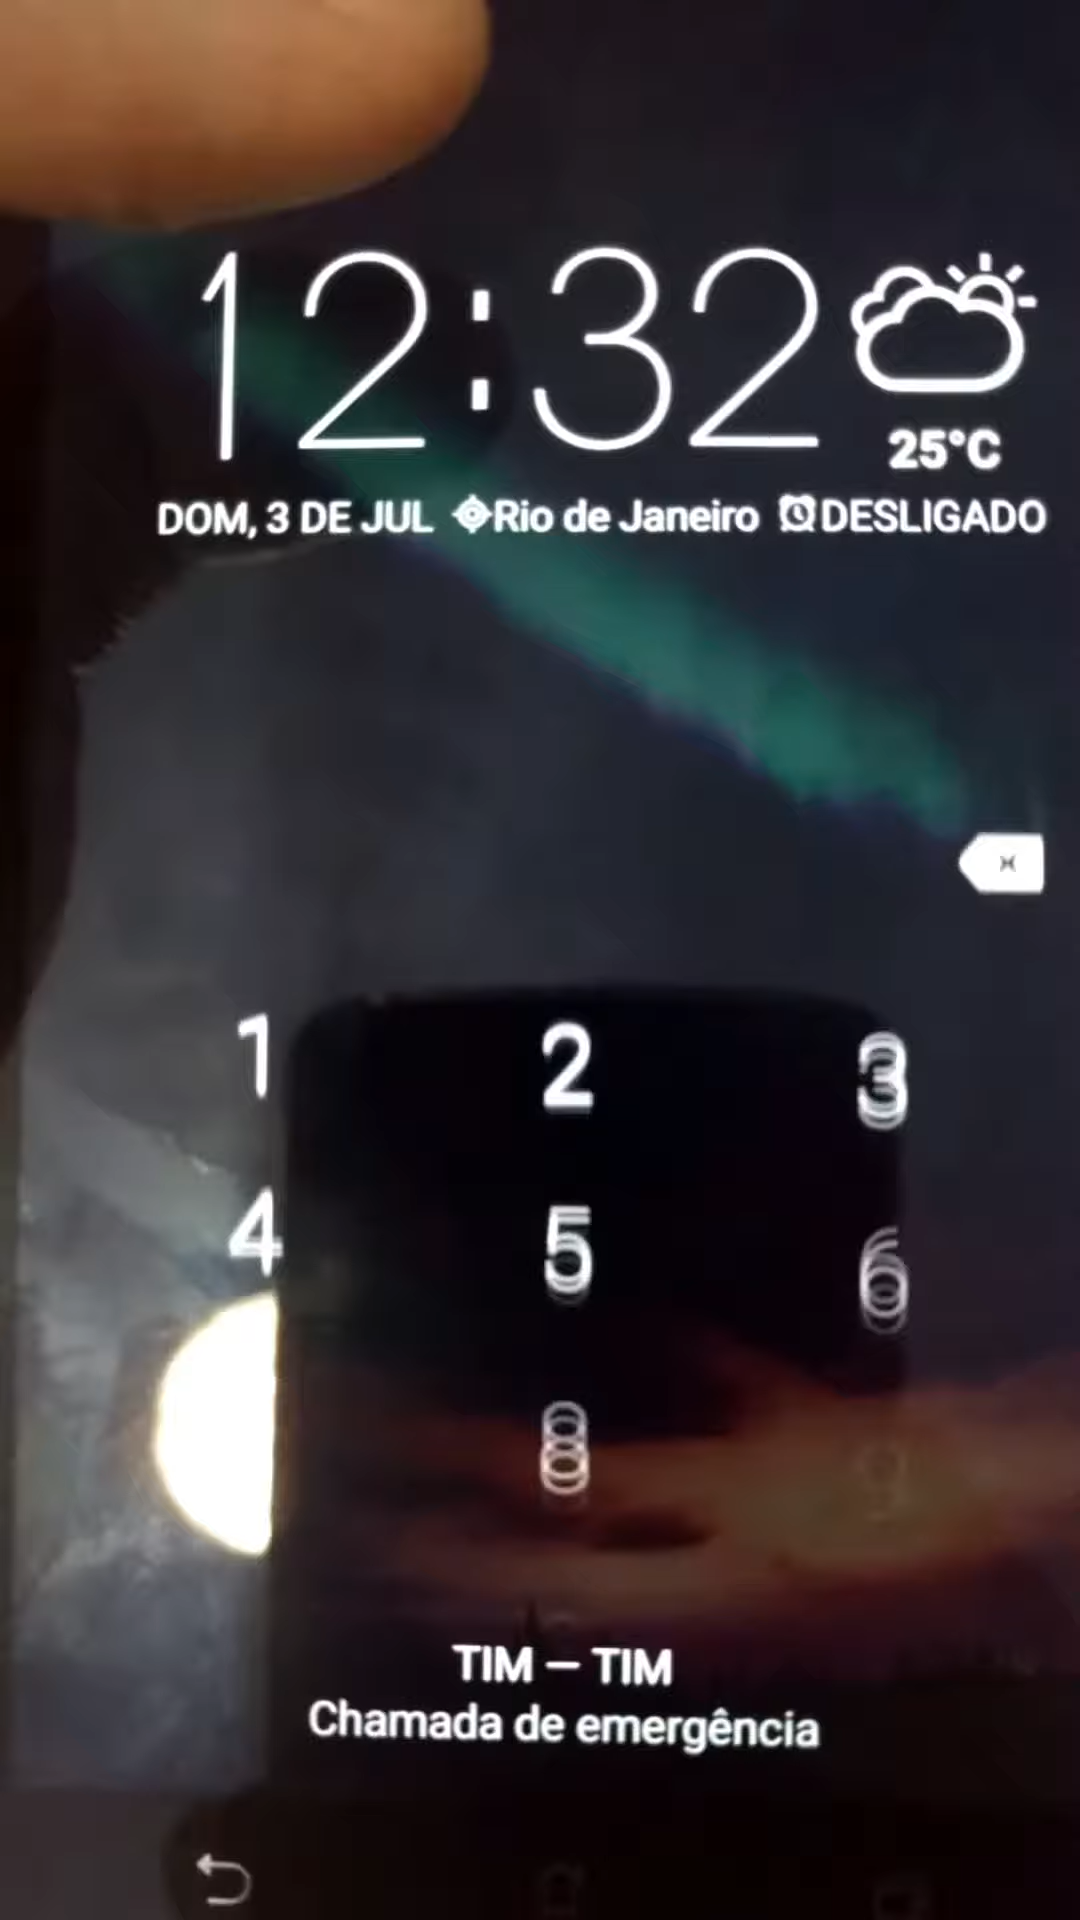 12:32
25°C
DOM, 3 DE JUL Rio de Janeiro DESLIGADO
1 2 3
4 5 6
8 9
TIM — TIM
Chamada de emergência